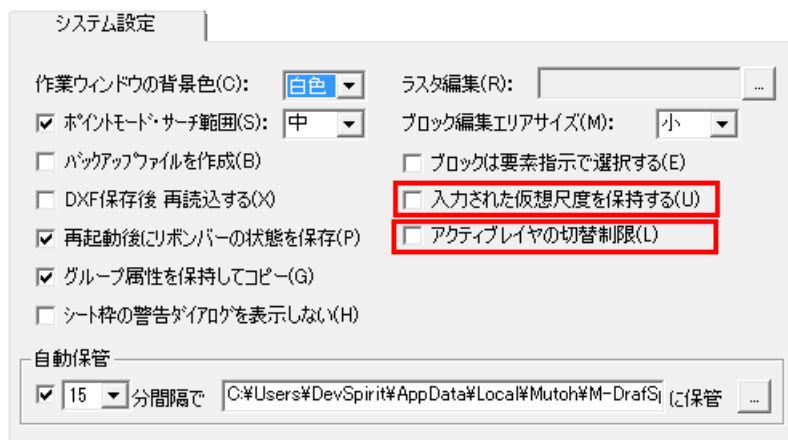 システム設定
作業ウィンドウの背景色(C): 白色
ラスタ編集(R): ...
ﾎﾟｲﾝﾄﾓｰﾄﾞ･サーチ範囲(S): 中
ブロック編集エリアサイズ(M): 小
ﾊﾞｯｸｱｯﾌﾟﾌｧｲﾙを作成(B)
ブロックは要素指示で選択する(E)
DXF保存後 再読込する(X)
入力された仮想尺度を保持する(U)
再起動後にリボンバーの状態を保存(P)
アクティブレイヤの切替制限(L)
グループ属性を保持してコピー(G)
シート枠の警告ﾀﾞｲｱﾛｸﾞを表示しない(H)
自動保管
15 分間隔で C:¥Users¥DevSpirit¥AppData¥Local¥Mutoh¥M-DrafSp に保管 ...